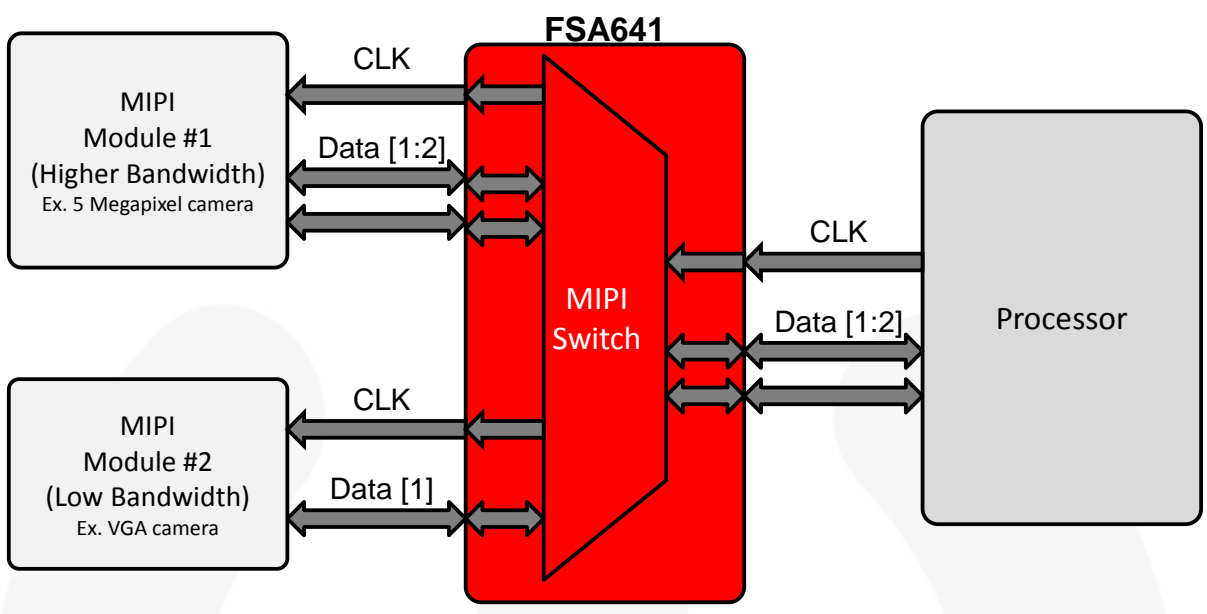 FSA641
CLK
MIPI
Module #1
(Higher Bandwidth)
Ex. 5 Megapixel camera
Data [1:2]
MIPI
Switch
CLK
Data [1:2]
Processor
CLK
MIPI
Module #2
(Low Bandwidth)
Ex. VGA camera
Data [1]